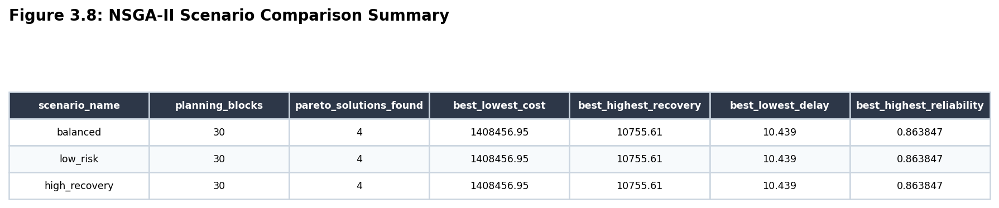 Figure 3.8: NSGA-II Scenario Comparison Summary
scenario_name planning_blocks pareto_solutions_found best_lowest_cost best_highest_recovery best_lowest_delay best_highest_reliability
balanced 30 4 1408456.95 10755.61 10.439 0.863847
low_risk 30 4 1408456.95 10755.61 10.439 0.863847
high_recovery 30 4 1408456.95 10755.61 10.439 0.863847